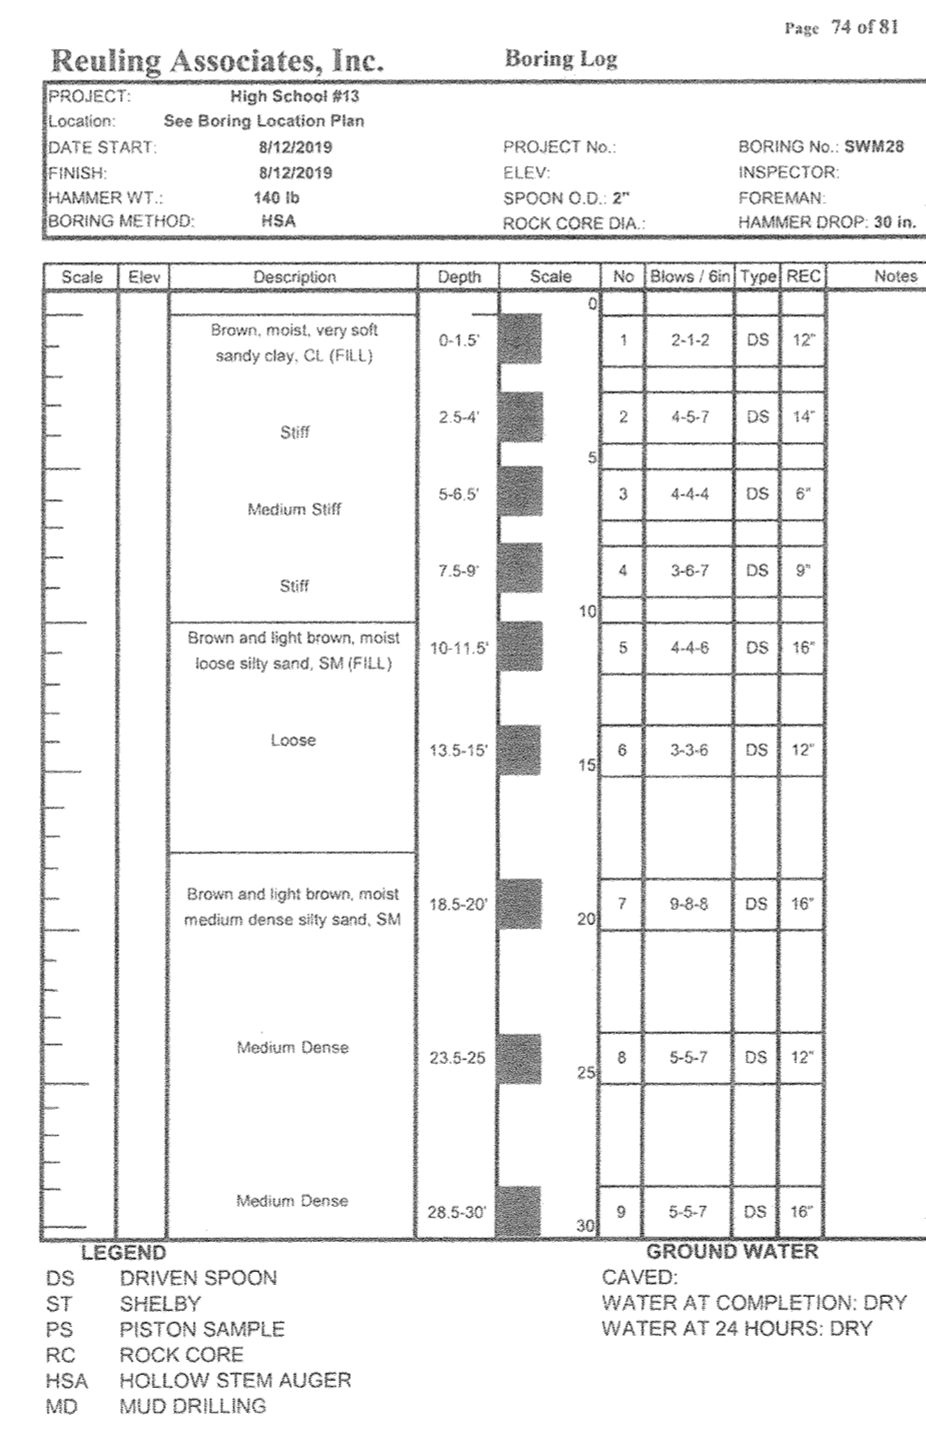 Page 74 of 81
Reuling Associates, Inc. Boring Log
PROJECT: High School #13
Location: See Boring Location Plan
DATE START: 8/12/2019 PROJECT No.: BORING No.: SWM28
FINISH: 8/12/2019 ELEV: INSPECTOR:
HAMMER WT.: 140 lb SPOON O.D.: 2" FOREMAN:
BORING METHOD: HSA ROCK CORE DIA.: HAMMER DROP: 30 in.
Scale Elev Description Depth Scale No Blows / 6in Type REC Notes
0
Brown, moist, very soft
sandy clay, CL (FILL) 0-1.5' 1 2-1-2 DS 12"
Stiff 2.5-4' 2 4-5-7 DS 14"
5
Medium Stiff 5-6.5' 3 4-4-4 DS 6"
Stiff 7.5-9' 4 3-6-7 DS 9"
10
Brown and light brown, moist
loose silty sand, SM (FILL) 10-11.5' 5 4-4-6 DS 16"
Loose 13.5-15' 6 3-3-6 DS 12"
15
Brown and light brown, moist
medium dense silty sand, SM 18.5-20' 7 9-8-8 DS 16"
20
Medium Dense 23.5-25 8 5-5-7 DS 12"
25
Medium Dense 28.5-30' 9 5-5-7 DS 16"
30
LEGEND GROUND WATER
DS DRIVEN SPOON CAVED:
ST SHELBY WATER AT COMPLETION: DRY
PS PISTON SAMPLE WATER AT 24 HOURS: DRY
RC ROCK CORE
HSA HOLLOW STEM AUGER
MD MUD DRILLING